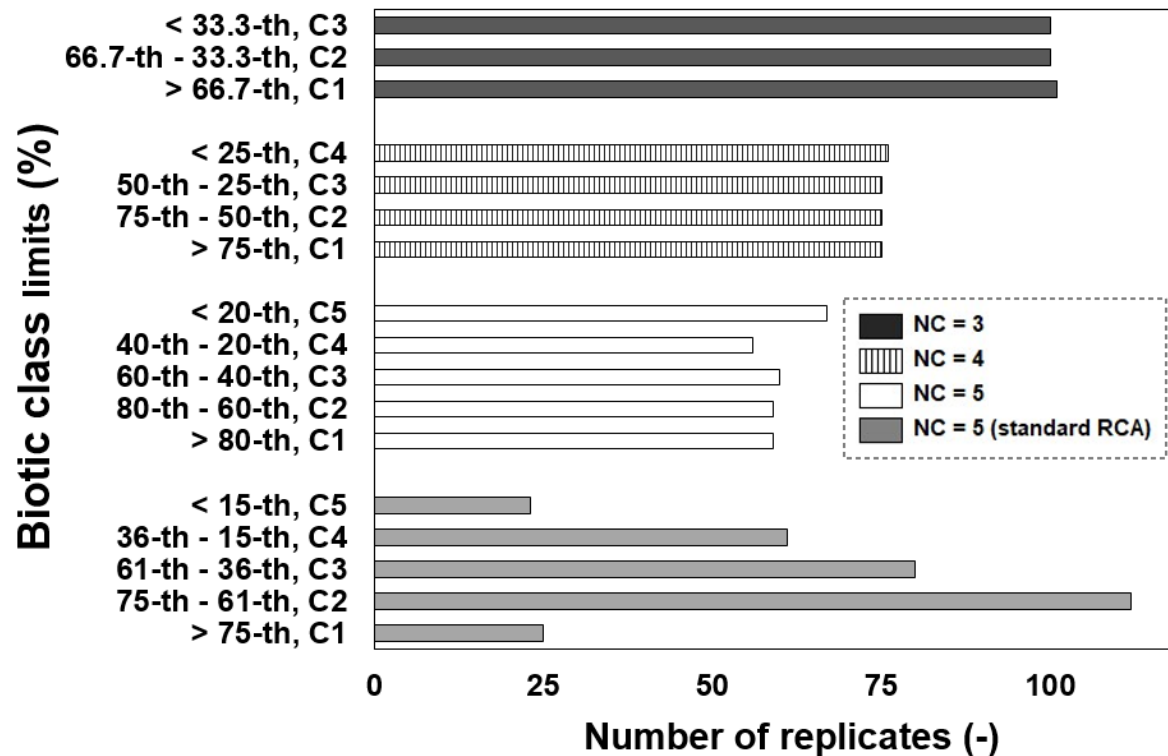 Biotic class limits (%)
< 33.3-th, C3
66.7-th - 33.3-th, C2
> 66.7-th, C1
< 25-th, C4
50-th - 25-th, C3
75-th - 50-th, C2
> 75-th, C1
< 20-th, C5
40-th - 20-th, C4
60-th - 40-th, C3
80-th - 60-th, C2
> 80-th, C1
< 15-th, C5
36-th - 15-th, C4
61-th - 36-th, C3
75-th - 61-th, C2
> 75-th, C1
NC = 3
NC = 4
NC = 5
NC = 5 (standard RCA)
0 25 50 75 100
Number of replicates (-)